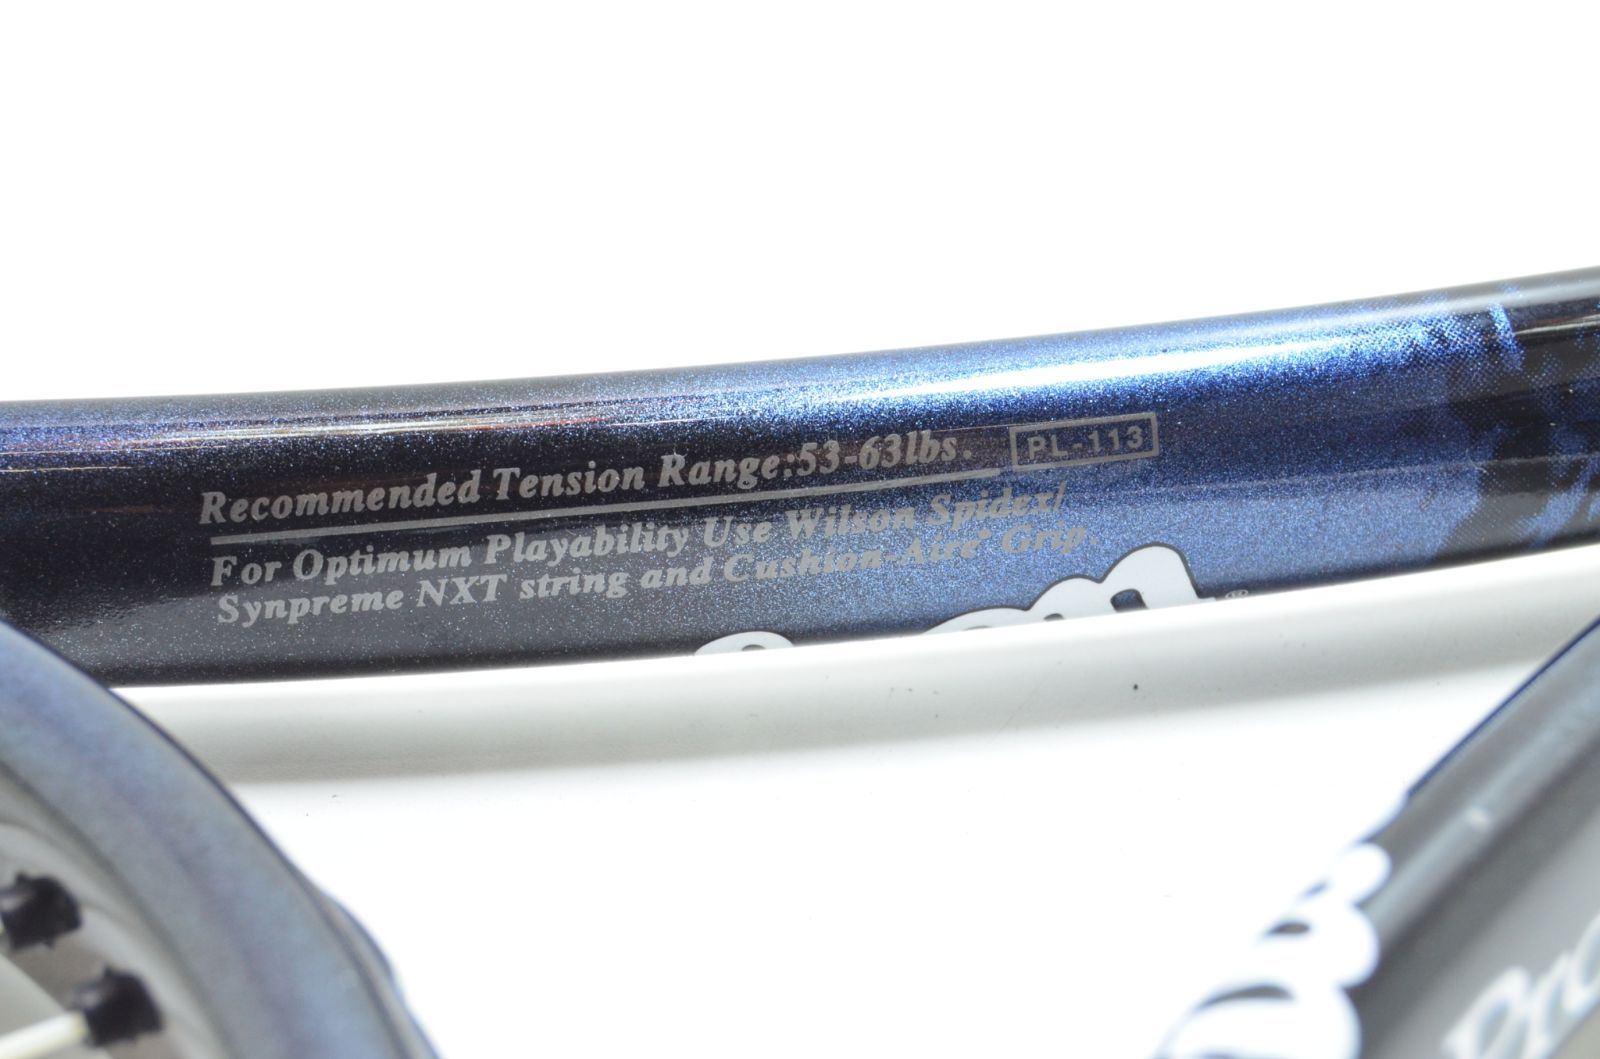 Recommended Tension Range:53-63lbs. PL-113
For Optimum Playability Use Wilson Spidex/
Synpreme NXT string and Cushion-Aire® Grip.